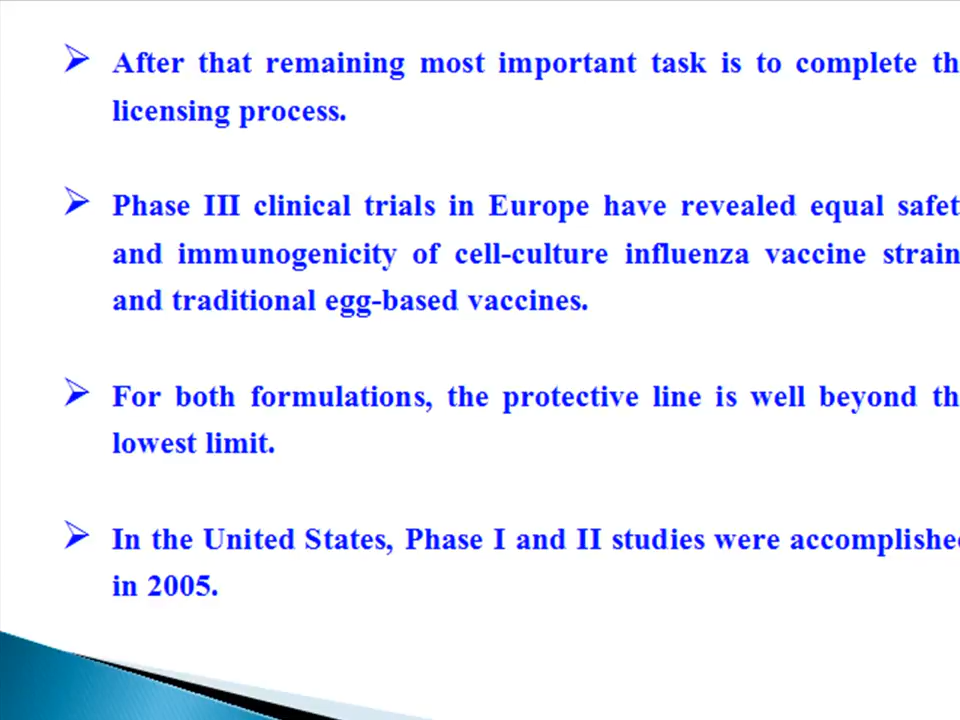 After that remaining most important task is to complete th
licensing process.
Phase III clinical trials in Europe have revealed equal safet
and immunogenicity of cell-culture influenza vaccine strain
and traditional egg-based vaccines.
For both formulations, the protective line is well beyond th
lowest limit.
In the United States, Phase I and II studies were accomplishe
in 2005.